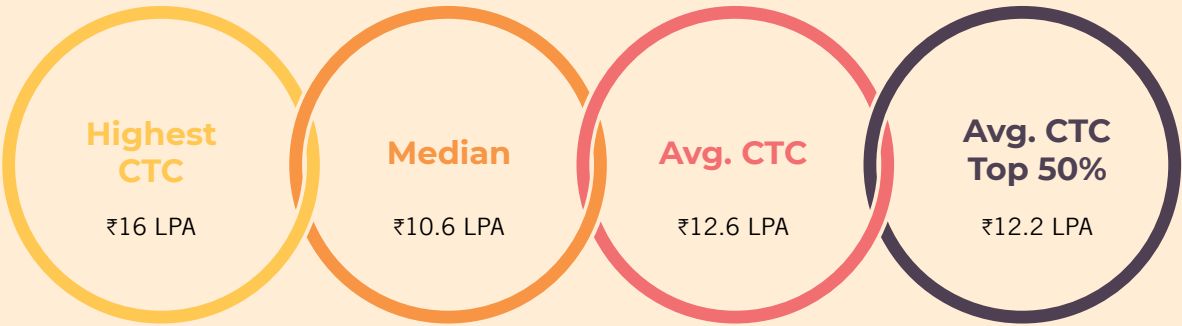 Highest
CTC
₹16 LPA
Median
₹10.6 LPA
Avg. CTC
₹12.6 LPA
Avg. CTC
Top 50%
₹12.2 LPA